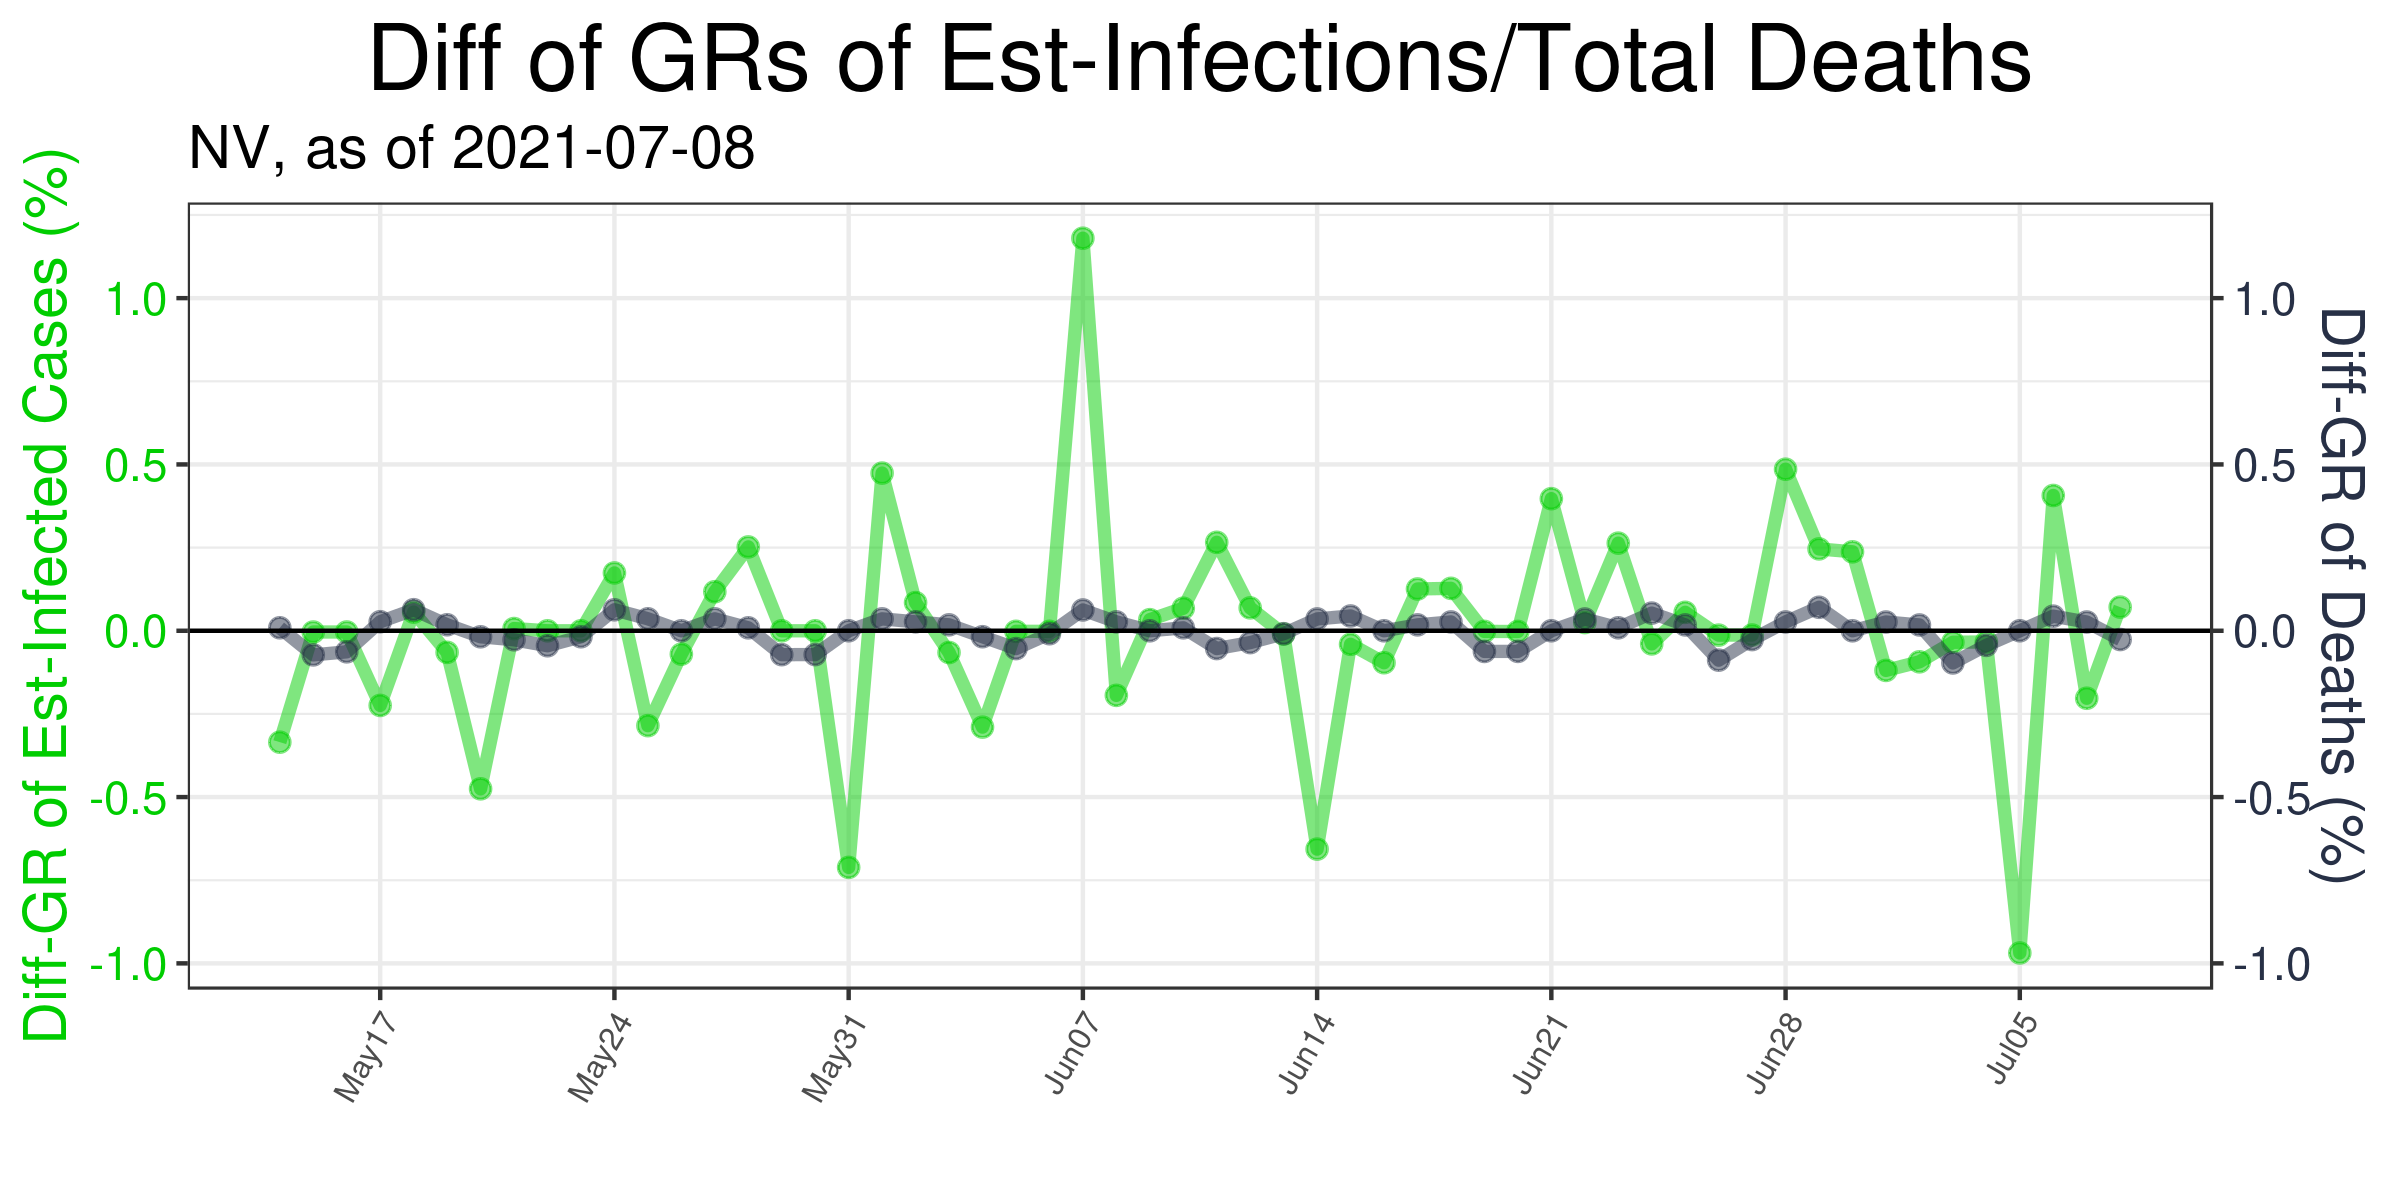 Diff of GRs of Est-Infections/Total Deaths
NV, as of 2021-07-08
Diff-GR of Est-Infected Cases (%)
1.0
0.5
0.0
-0.5
-1.0
1.0
0.5
0.0
-0.5
-1.0
Diff-GR of Deaths (%)
May17
May24
May31
Jun07
Jun14
Jun21
Jun28
Jul05